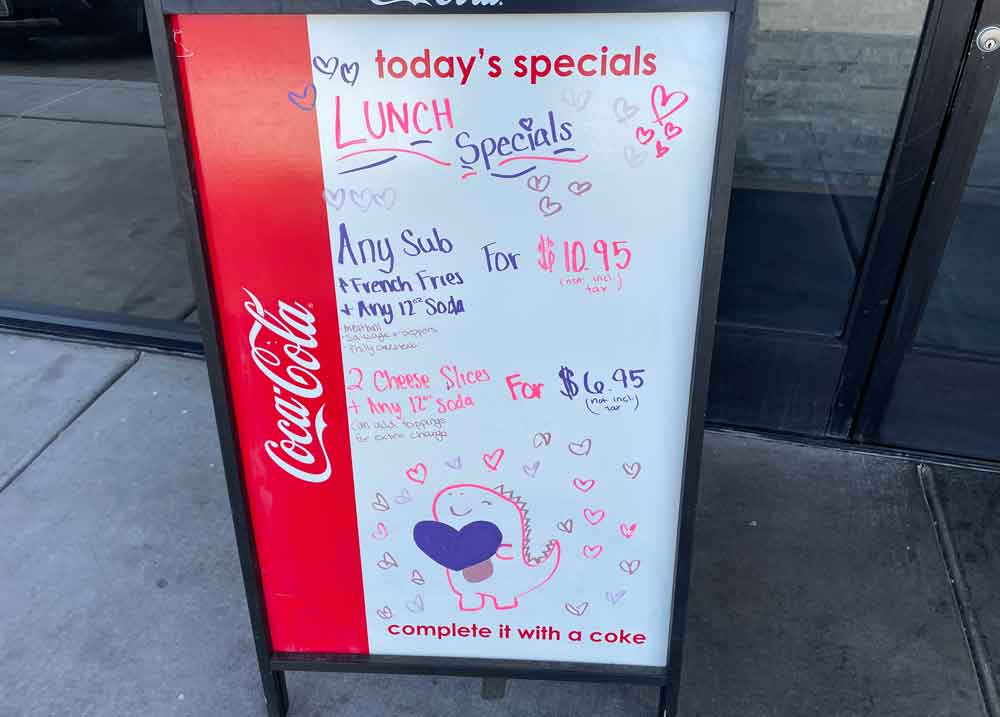 Coca-Cola
today's specials
LUNCH
Specials
Any Sub
+ French Fries
+ Any 12oz Soda
For $10.95
(not incl.
tax)
- meatball
- Sausage + peppers
- Philly cheesesteak
2 Cheese Slices
+ Any 12oz Soda
For $6.95
(not incl.
tax)
can add toppings
for extra charge
Coca-Cola
complete it with a coke